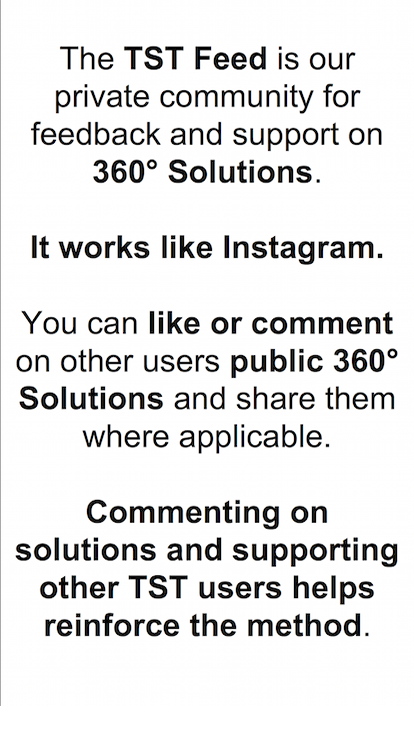 The TST Feed is our
private community for
feedback and support on
360° Solutions.
It works like Instagram.
You can like or comment
on other users public 360°
Solutions and share them
where applicable.
Commenting on
solutions and supporting
other TST users helps
reinforce the method.